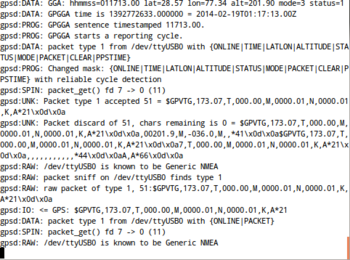 gpsd:DATA: GGA: hhmmss=011713.00 lat=28.57 lon=77.34 alt=201.90 mode=3 status=1
gpsd:DATA: GPGGA time is 1392772633.000000 = 2014-02-19T01:17:13.00Z
gpsd:PROG: GPGGA sentence timestamped 11713.00.
gpsd:PROG: GPGGA starts a reporting cycle.
gpsd:DATA: packet type 1 from /dev/ttyUSB0 with {ONLINE|TIME|LATLON|ALTITUDE|STA
TUS|MODE|PACKET|CLEAR|PPSTIME}
gpsd:PROG: Changed mask: {ONLINE|TIME|LATLON|ALTITUDE|STATUS|MODE|PACKET|CLEAR|P
PSTIME} with reliable cycle detection
gpsd:SPIN: packet_get() fd 7 -> 0 (11)
gpsd:UNK: Packet type 1 accepted 51 = $GPVTG,173.07,T,000.00,M,0000.01,N,0000.01
,K,A*21\x0d\x0a
gpsd:UNK: Packet discard of 51, chars remaining is 0 = $GPVTG,173.07,T,000.00,M,
0000.01,N,0000.01,K,A*21\x0d\x0a,00201.9,M,-036.0,M,,*41\x0d\x0a$GPVTG,173.07,T,
000.00,M,0000.01,N,0000.01,K,A*21\x0d\x0a7,T,000.00,M,0000.01,N,0000.01,K,A*21\x
0d\x0a,,,,,,,,,,,*44\x0d\x0aA,A*66\x0d\x0a
gpsd:RAW: /dev/ttyUSB0 is known to be Generic NMEA
gpsd:RAW: packet sniff on /dev/ttyUSB0 finds type 1
gpsd:RAW: raw packet of type 1, 51:$GPVTG,173.07,T,000.00,M,0000.01,N,0000.01,K,
A*21\x0d\x0a
gpsd:IO: <= GPS: $GPVTG,173.07,T,000.00,M,0000.01,N,0000.01,K,A*21
gpsd:DATA: packet type 1 from /dev/ttyUSB0 with {ONLINE|PACKET}
gpsd:SPIN: packet_get() fd 7 -> 0 (11)
gpsd:RAW: /dev/ttyUSB0 is known to be Generic NMEA